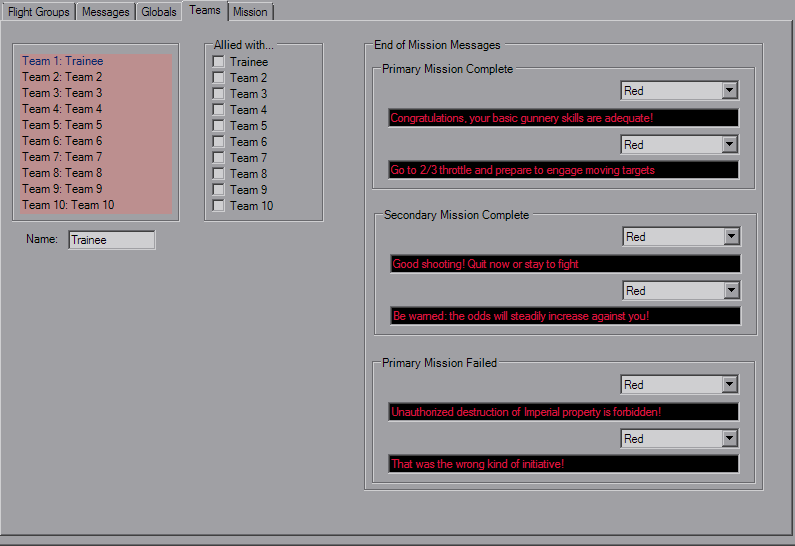 Flight Groups Messages Globals Teams Mission
Team 1: Trainee
Team 2: Team 2
Team 3: Team 3
Team 4: Team 4
Team 5: Team 5
Team 6: Team 6
Team 7: Team 7
Team 8: Team 8
Team 9: Team 9
Team 10: Team 10
Name: Trainee
Allied with...
Trainee
Team 2
Team 3
Team 4
Team 5
Team 6
Team 7
Team 8
Team 9
Team 10
End of Mission Messages
Primary Mission Complete
Red
Congratulations, your basic gunnery skills are adequate!
Red
Go to 2/3 throttle and prepare to engage moving targets
Secondary Mission Complete
Red
Good shooting! Quit now or stay to fight
Red
Be warned: the odds will steadily increase against you!
Primary Mission Failed
Red
Unauthorized destruction of Imperial property is forbidden!
Red
That was the wrong kind of initiative!